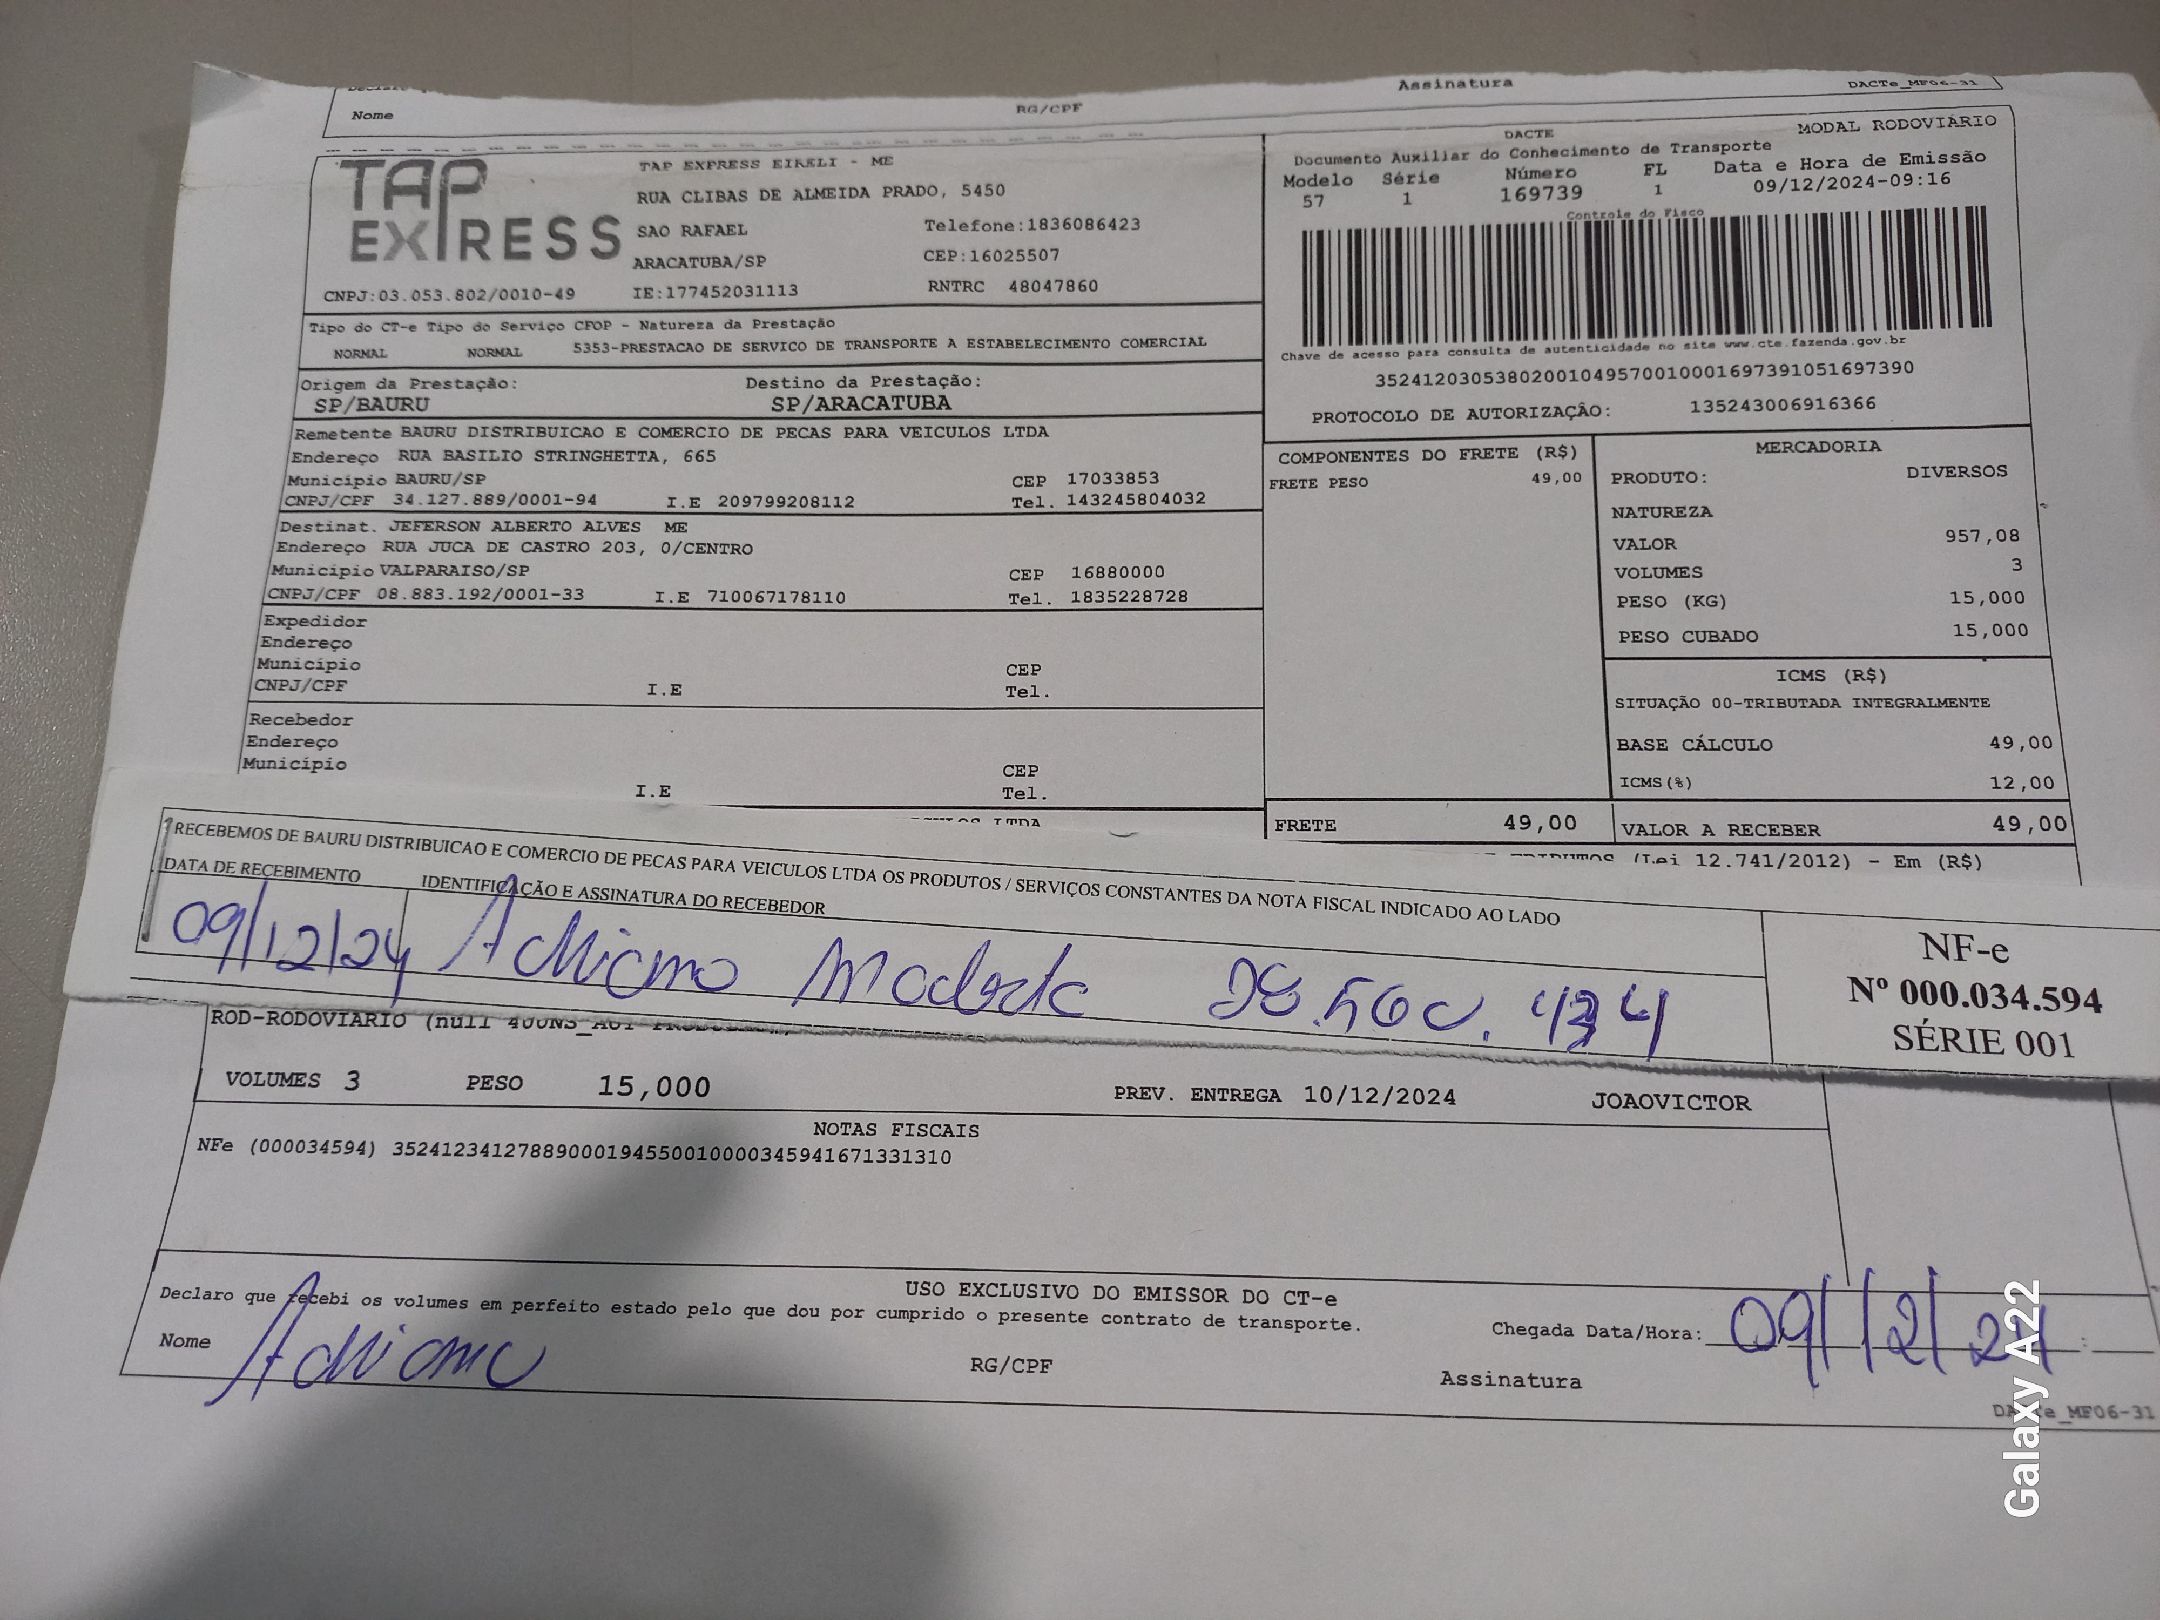 Assinatura
DACTe_MF06-31
Nome RG/CPF
TAP EXPRESS
TAP EXPRESS EIRELI - ME
RUA CLIBAS DE ALMEIDA PRADO, 5450
SAO RAFAEL Telefone:1836086423
ARACATUBA/SP CEP:16025507
CNPJ:03.053.802/0010-49 IE:177452031113 RNTRC 48047860
DACTE MODAL RODOVIÁRIO
Documento Auxiliar do Conhecimento de Transporte
Modelo Série Número FL Data e Hora de Emissão
57 1 169739 1 09/12/2024-09:16
Controle do Fisco
Chave de acesso para consulta de autenticidade no site www.cte.fazenda.gov.br
35241203053802001049570010001697391051697390
PROTOCOLO DE AUTORIZAÇÂO: 135243006916366
Tipo do CT-e Tipo do Serviço CFOP - Natureza da Prestação
NORMAL NORMAL 5353-PRESTACAO DE SERVICO DE TRANSPORTE A ESTABELECIMENTO COMERCIAL
Origem da Prestação: Destino da Prestação:
SP/BAURU SP/ARACATUBA
Remetente BAURU DISTRIBUICAO E COMERCIO DE PECAS PARA VEICULOS LTDA
Endereço RUA BASILIO STRINGHETTA, 665
Município BAURU/SP CEP 17033853
CNPJ/CPF 34.127.889/0001-94 I.E 209799208112 Tel. 143245804032
Destinat. JEFERSON ALBERTO ALVES ME
Endereço RUA JUCA DE CASTRO 203, 0/CENTRO
Município VALPARAISO/SP CEP 16880000
CNPJ/CPF 08.883.192/0001-33 I.E 710067178110 Tel. 1835228728
Expedidor
Endereço
Município CEP
CNPJ/CPF I.E Tel.
Recebedor
Endereço
Município CEP
I.E Tel.
COMPONENTES DO FRETE (R$)
FRETE PESO 49,00
MERCADORIA
PRODUTO: DIVERSOS
NATUREZA
VALOR 957,08
VOLUMES 3
PESO (KG) 15,000
PESO CUBADO 15,000
ICMS (R$)
SITUAÇÃO 00-TRIBUTADA INTEGRALMENTE
BASE CÁLCULO 49,00
ICMS(%) 12,00
FRETE 49,00 VALOR A RECEBER 49,00
LTDA
(Lei 12.741/2012) - Em (R$)
RECEBEMOS DE BAURU DISTRIBUICAO E COMERCIO DE PECAS PARA VEICULOS LTDA OS PRODUTOS / SERVIÇOS CONSTANTES DA NOTA FISCAL INDICADO AO LADO
DATA DE RECEBIMENTO IDENTIFICAÇÃO E ASSINATURA DO RECEBEDOR
09/12/24
NF-e
Nº 000.034.594
SÉRIE 001
ROD-RODOVIARIO (null
VOLUMES 3 PESO 15,000 PREV. ENTREGA 10/12/2024 JOAOVICTOR
NOTAS FISCAIS
NFe (000034594) 35241234127889000194550010000345941671331310
USO EXCLUSIVO DO EMISSOR DO CT-e
Declaro que recebi os volumes em perfeito estado pelo que dou por cumprido o presente contrato de transporte.
Chegada Data/Hora: 09/12/24 :
Nome RG/CPF Assinatura
DACTe_MF06-31
Galaxy A22